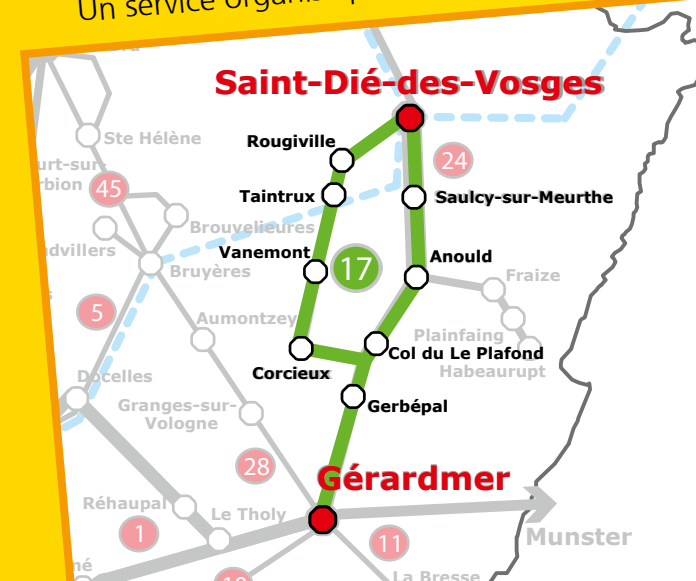 Un service
Saint-Dié-des-Vosges
Ste Hélène
Rougiville
24
45
Taintrux
Saulcy-sur-Meurthe
Brouvelieures
Vanemont
17
Anould
Bruyères
Fraize
5
Aumontzey
Plainfaing
Col du Le Plafond
Habeaurupt
Corcieux
Docelles
Granges-sur-
Vologne
Gerbépal
28
Gérardmer
Réhaupal
Le Tholy
1
11
Munster
La Bresse